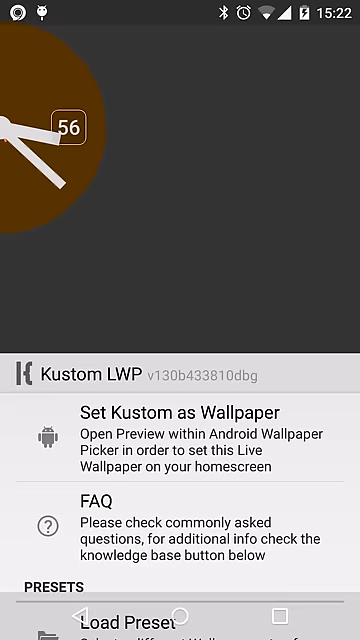 15:22
56
Kustom LWP v130b433810dbg
Set Kustom as Wallpaper
Open Preview within Android Wallpaper
Picker in order to set this Live
Wallpaper on your homescreen
FAQ
Please check commonly asked
questions, for additional info check the
knowledge base button below
PRESETS
Load Preset